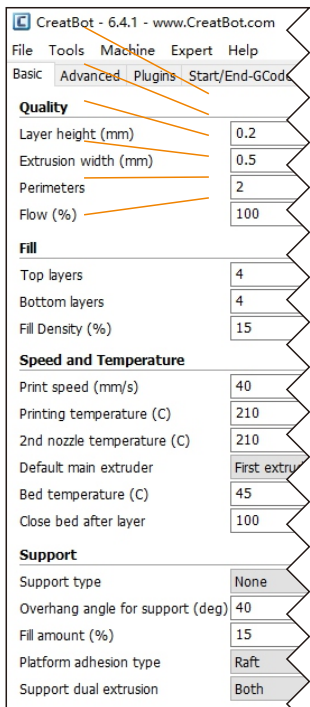 CreatBot - 6.4.1 - www.CreatBot.com
File Tools Machine Expert Help
Basic Advanced Plugins Start/End-GCode
Quality
Layer height (mm) 0.2
Extrusion width (mm) 0.5
Perimeters 2
Flow (%) 100
Fill
Top layers 4
Bottom layers 4
Fill Density (%) 15
Speed and Temperature
Print speed (mm/s) 40
Printing temperature (C) 210
2nd nozzle temperature (C) 210
Default main extruder First extru
Bed temperature (C) 45
Close bed after layer 100
Support
Support type None
Overhang angle for support (deg) 40
Fill amount (%) 15
Platform adhesion type Raft
Support dual extrusion Both